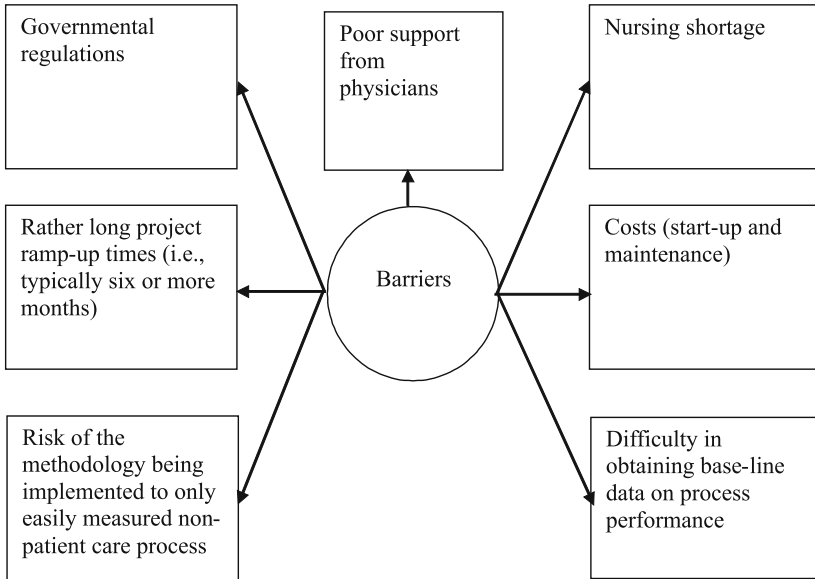 Governmental
regulations
Poor support
from
physicians
Nursing shortage
Rather long project
ramp-up times (i.e.,
typically six or more
months)
Barriers
Costs (start-up and
maintenance)
Risk of the
methodology being
implemented to only
easily measured non-
patient care process
Difficulty in
obtaining base-line
data on process
performance